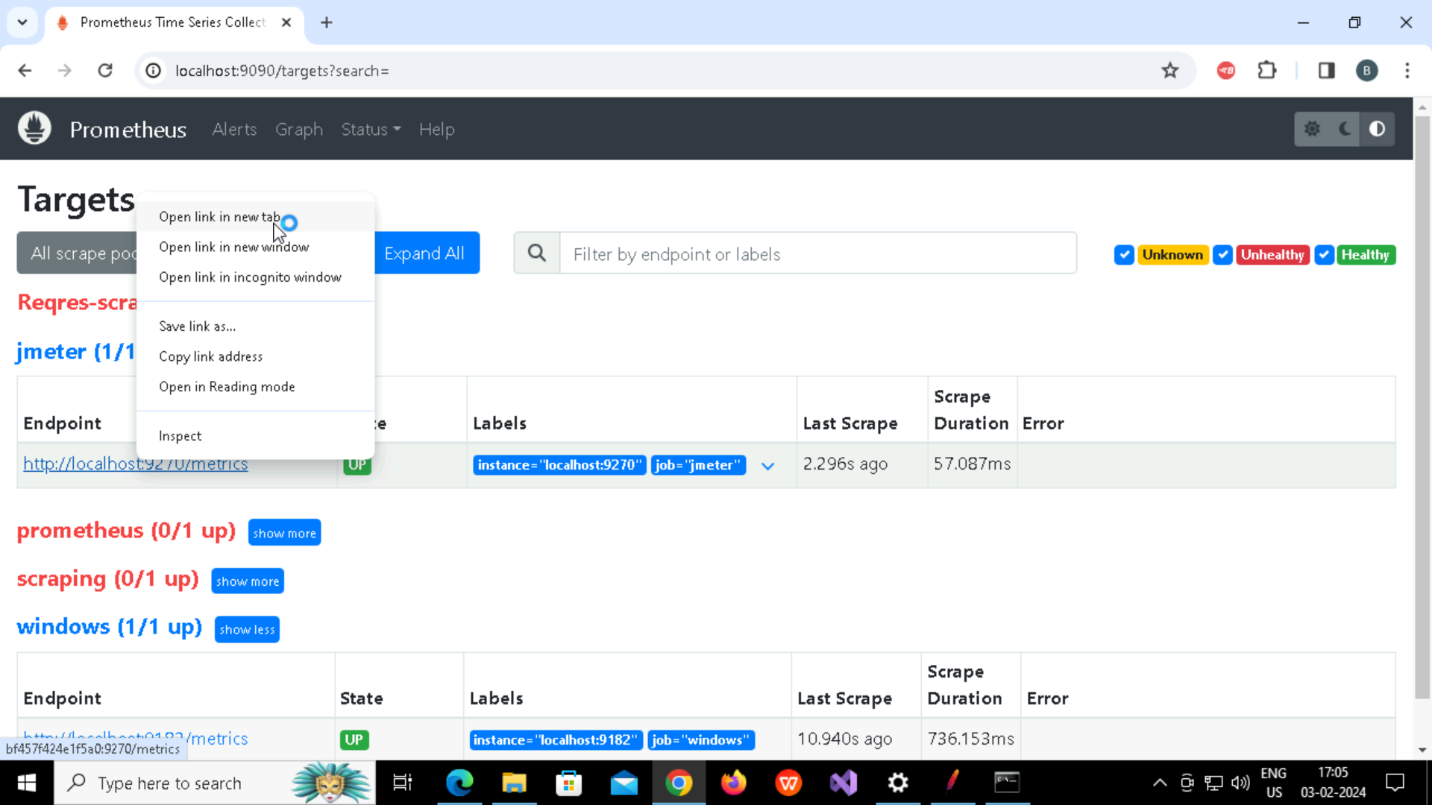 Prometheus Time Series Collect
localhost:9090/targets?search=
B
Prometheus Alerts Graph Status Help
Targets
All scrape poo
Expand All
Filter by endpoint or labels
Unknown Unhealthy Healthy
Open link in new tab
Open link in new window
Open link in incognito window
Save link as...
Copy link address
Open in Reading mode
Inspect
Reqres-scra
jmeter (1/1
Endpoint Labels Last Scrape Scrape Duration Error
http://localhost:9270/metrics UP instance="localhost:9270" job="jmeter" 2.296s ago 57.087ms
prometheus (0/1 up) show more
scraping (0/1 up) show more
windows (1/1 up) show less
Endpoint State Labels Last Scrape Scrape Duration Error
http://localhost:9182/metrics UP instance="localhost:9182" job="windows" 10.940s ago 736.153ms
bf457f424e1f5a0:9270/metrics
Type here to search
ENG
US
17:05
03-02-2024